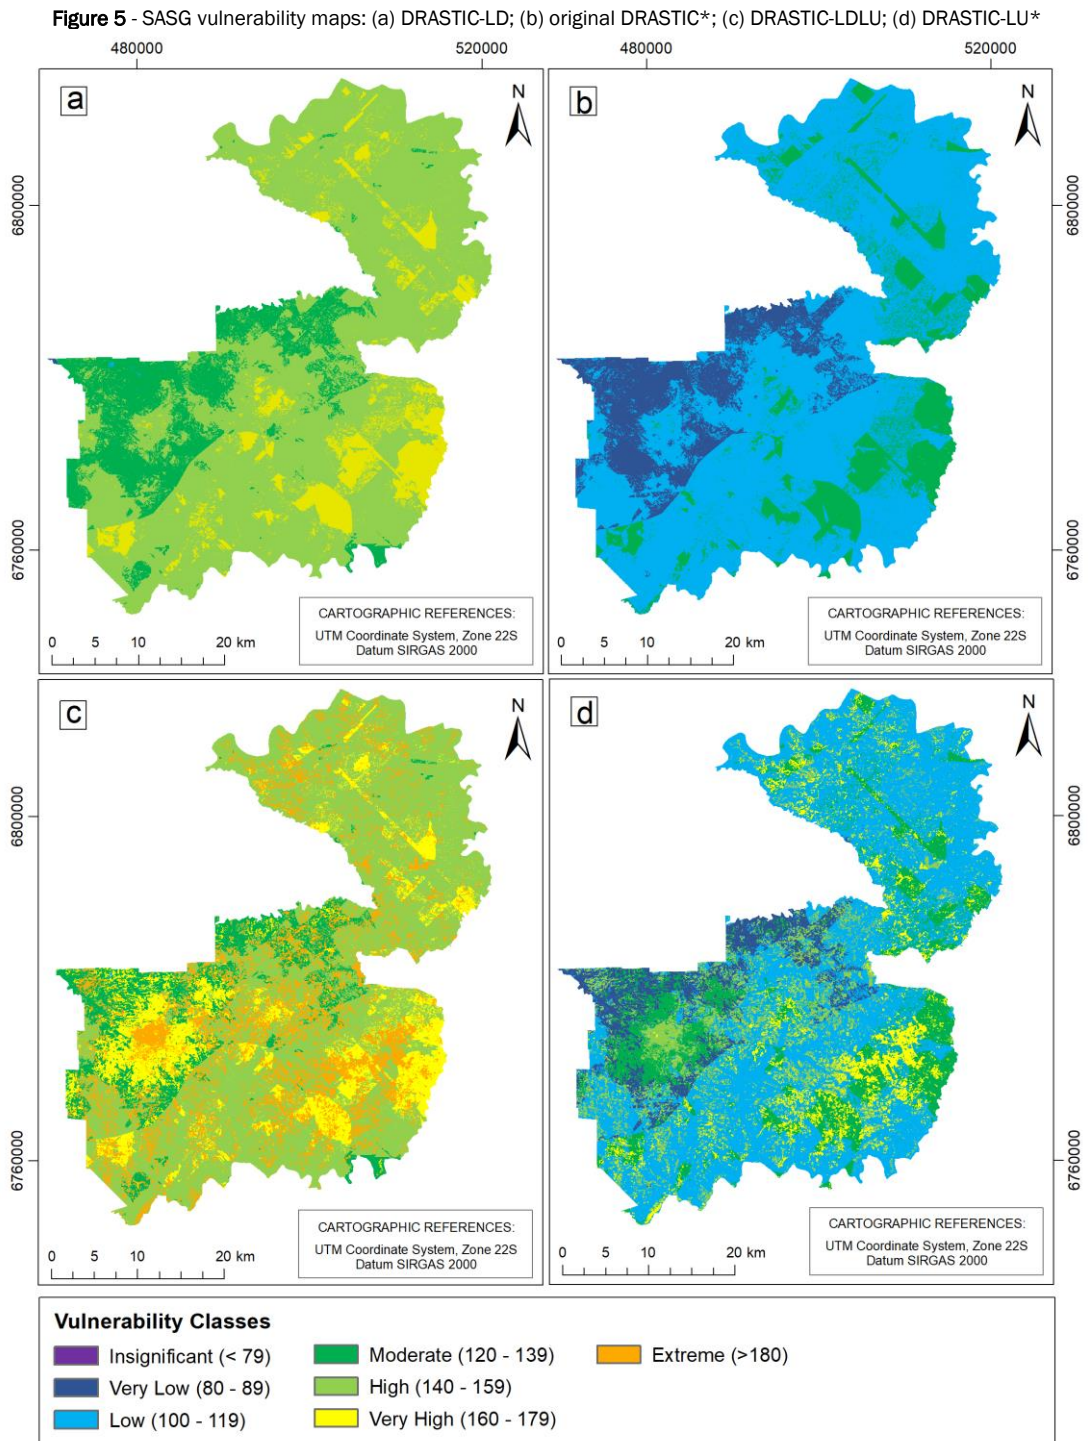 Figure 5 - SASG vulnerability maps: (a) DRASTIC-LD; (b) original DRASTIC*; (c) DRASTIC-LDLU; (d) DRASTIC-LU*
480000 520000 480000 520000
a
N
b
N
6800000
6800000
6760000
6760000
CARTOGRAPHIC REFERENCES:
UTM Coordinate System, Zone 22S
Datum SIRGAS 2000
0 5 10 20 km
CARTOGRAPHIC REFERENCES:
UTM Coordinate System, Zone 22S
Datum SIRGAS 2000
0 5 10 20 km
c
N
d
N
6800000
6800000
6760000
6760000
CARTOGRAPHIC REFERENCES:
UTM Coordinate System, Zone 22S
Datum SIRGAS 2000
0 5 10 20 km
CARTOGRAPHIC REFERENCES:
UTM Coordinate System, Zone 22S
Datum SIRGAS 2000
0 5 10 20 km
Vulnerability Classes
Insignificant (< 79)
Very Low (80 - 89)
Low (100 - 119)
Moderate (120 - 139)
High (140 - 159)
Very High (160 - 179)
Extreme (>180)